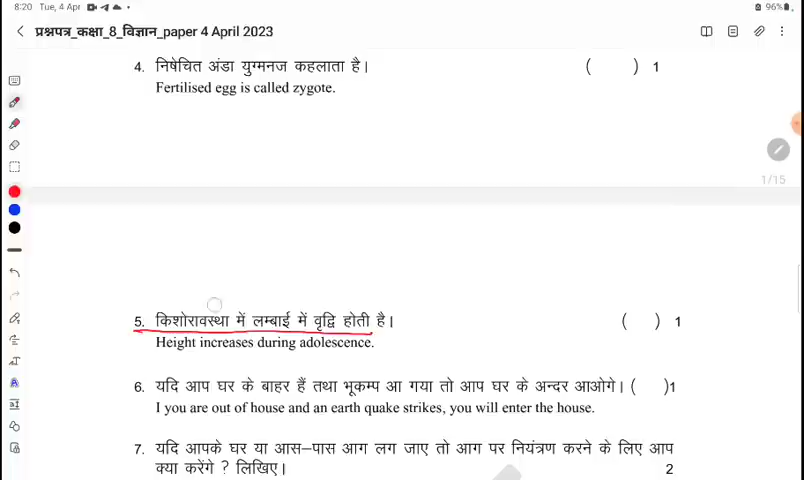 8:20 Tue, 4 Apr
96%
प्रश्नपत्र_कक्षा_8_विज्ञान_paper 4 April 2023
4. निषेचित अंडा युग्मनज कहलाता है। ( ) 1
Fertilised egg is called zygote.
1/15
5. किशोरावस्था में लम्बाई में वृद्वि होती है। ( ) 1
Height increases during adolescence.
6. यदि आप घर के बाहर हैं तथा भूकम्प आ गया तो आप घर के अन्दर आओगे। ( )1
I you are out of house and an earth quake strikes, you will enter the house.
7. यदि आपके घर या आस–पास आग लग जाए तो आग पर नियंत्रण करने के लिए आप
क्या करेंगे ? लिखिए। 2